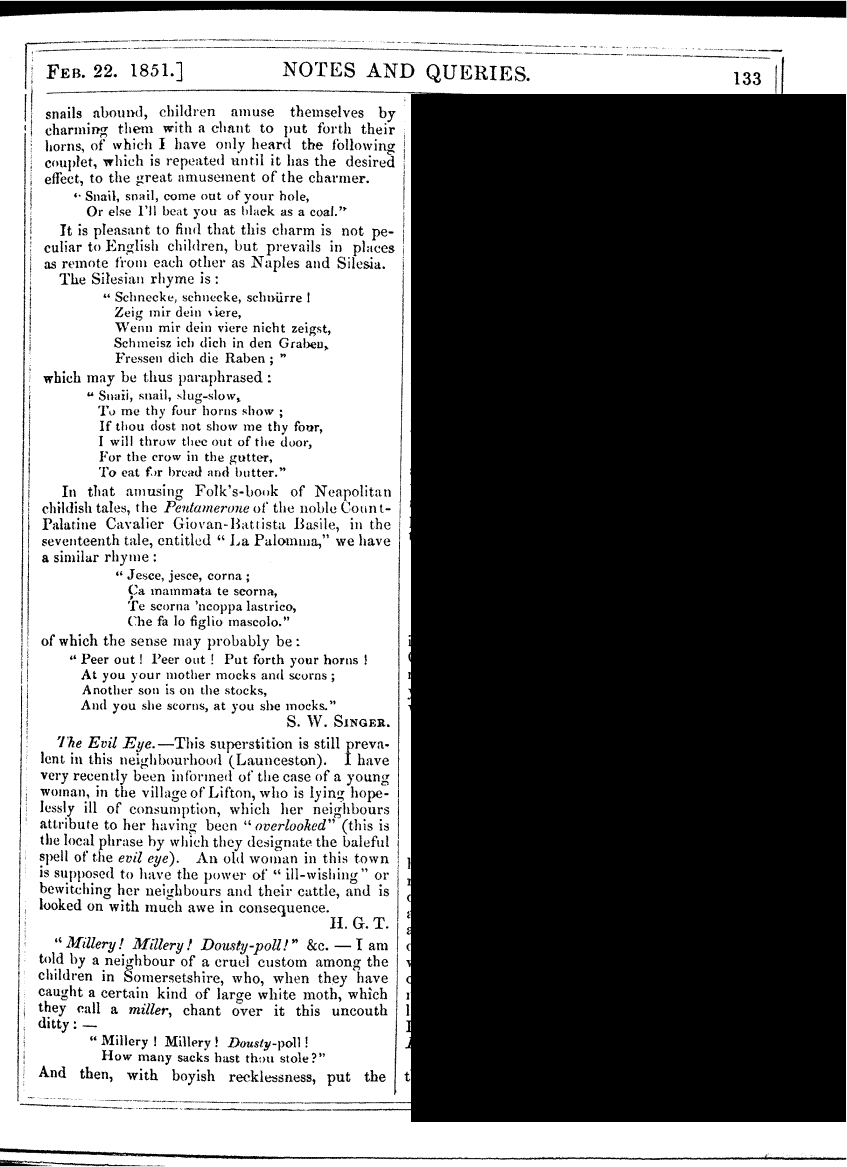 FEB. 22. 1851.] NOTES AND QUERIES. 133
snails abound, children amuse themselves by
charming them with a chant to put forth their
horns, of which I have only heard the following
couplet, which is repeated until it has the desired
effect, to the great amusement of the charmer.
"Snail, snail, come out of your hole,
Or else I'll beat you as black as a coal."
It is pleasant to find that this charm is not pe-
culiar to English children, but prevails in places
as remote from each other as Naples and Silesia.
The Silesian rhyme is:
"Schnecke, schnecke, schnürre!
Zeig mir dein viere,
Wenn mir dein viere nicht zeigst,
Schmeisz ich dich in den Graben,
Fressen dich die Raben; "
which may be thus paraphrased:
"Snail, snail, slug-slow,
To me thy four horns show;
If thou dost not show me thy four,
I will throw thee out of the door,
For the crow in the gutter,
To eat for bread and butter."
In that amusing Folk's-book of Neapolitan
childish tales, the Pentamerone of the noble Count-
Palatine Cavalier Giovan-Battista Basile, in the
seventeenth tale, entitled "La Palomma," we have
a similar rhyme:
"Jesce, jesce, corna;
Ça mammata te scorna,
Te scorna 'ncoppa lastrico,
Che fa lo figlio mascolo."
of which the sense may probably be:
"Peer out! Peer out! Put forth your horns!
At you your mother mocks and scorns;
Another son is on the stocks,
And you she scorns, at you she mocks."
S. W. SINGER.
The Evil Eye.—This superstition is still preva-
lent in this neighbourhood (Launceston). I have
very recently been informed of the case of a young
woman, in the village of Lifton, who is lying hope-
lessly ill of consumption, which her neighbours
attribute to her having been "overlooked" (this is
the local phrase by which they designate the baleful
spell of the evil eye). An old woman in this town
is supposed to have the power of "ill-wishing" or
bewitching her neighbours and their cattle, and is
looked on with much awe in consequence.
H. G. T.
"Millery! Millery! Dousty-poll!" &c. — I am
told by a neighbour of a cruel custom among the
children in Somersetshire, who, when they have
caught a certain kind of large white moth, which
they call a miller, chant over it this uncouth
ditty: —
"Millery! Millery! Dousty-poll!
How many sacks hast thou stole?"
And then, with boyish recklessness, put the